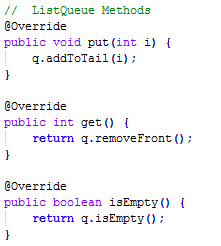 //  ListQueue Methods
@Override
public void put(int i) {
    q.addToTail(i);
}

@Override
public int get() {
    return q.removeFront();
}

@Override
public boolean isEmpty() {
    return q.isEmpty();
}